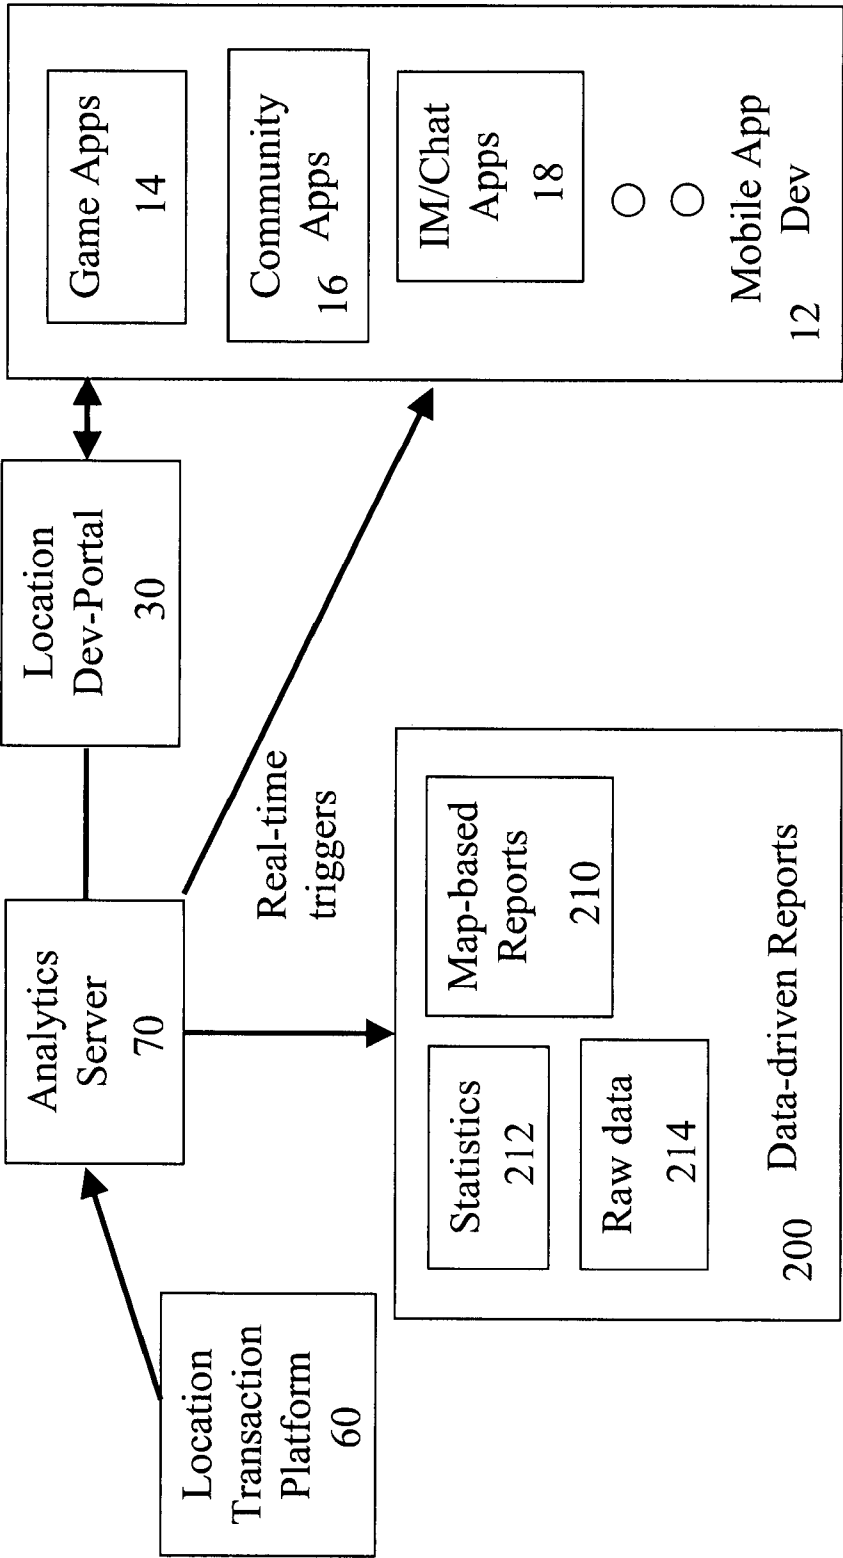 Location
Transaction
Platform
60
Analytics
Server
70
Location
Dev-Portal
30
Real-time
triggers
Game Apps
14
Community
Apps
16
IM/Chat
Apps
18
Mobile App
Dev
12
Statistics
212
Map-based
Reports
210
Raw data
214
200 Data-driven Reports